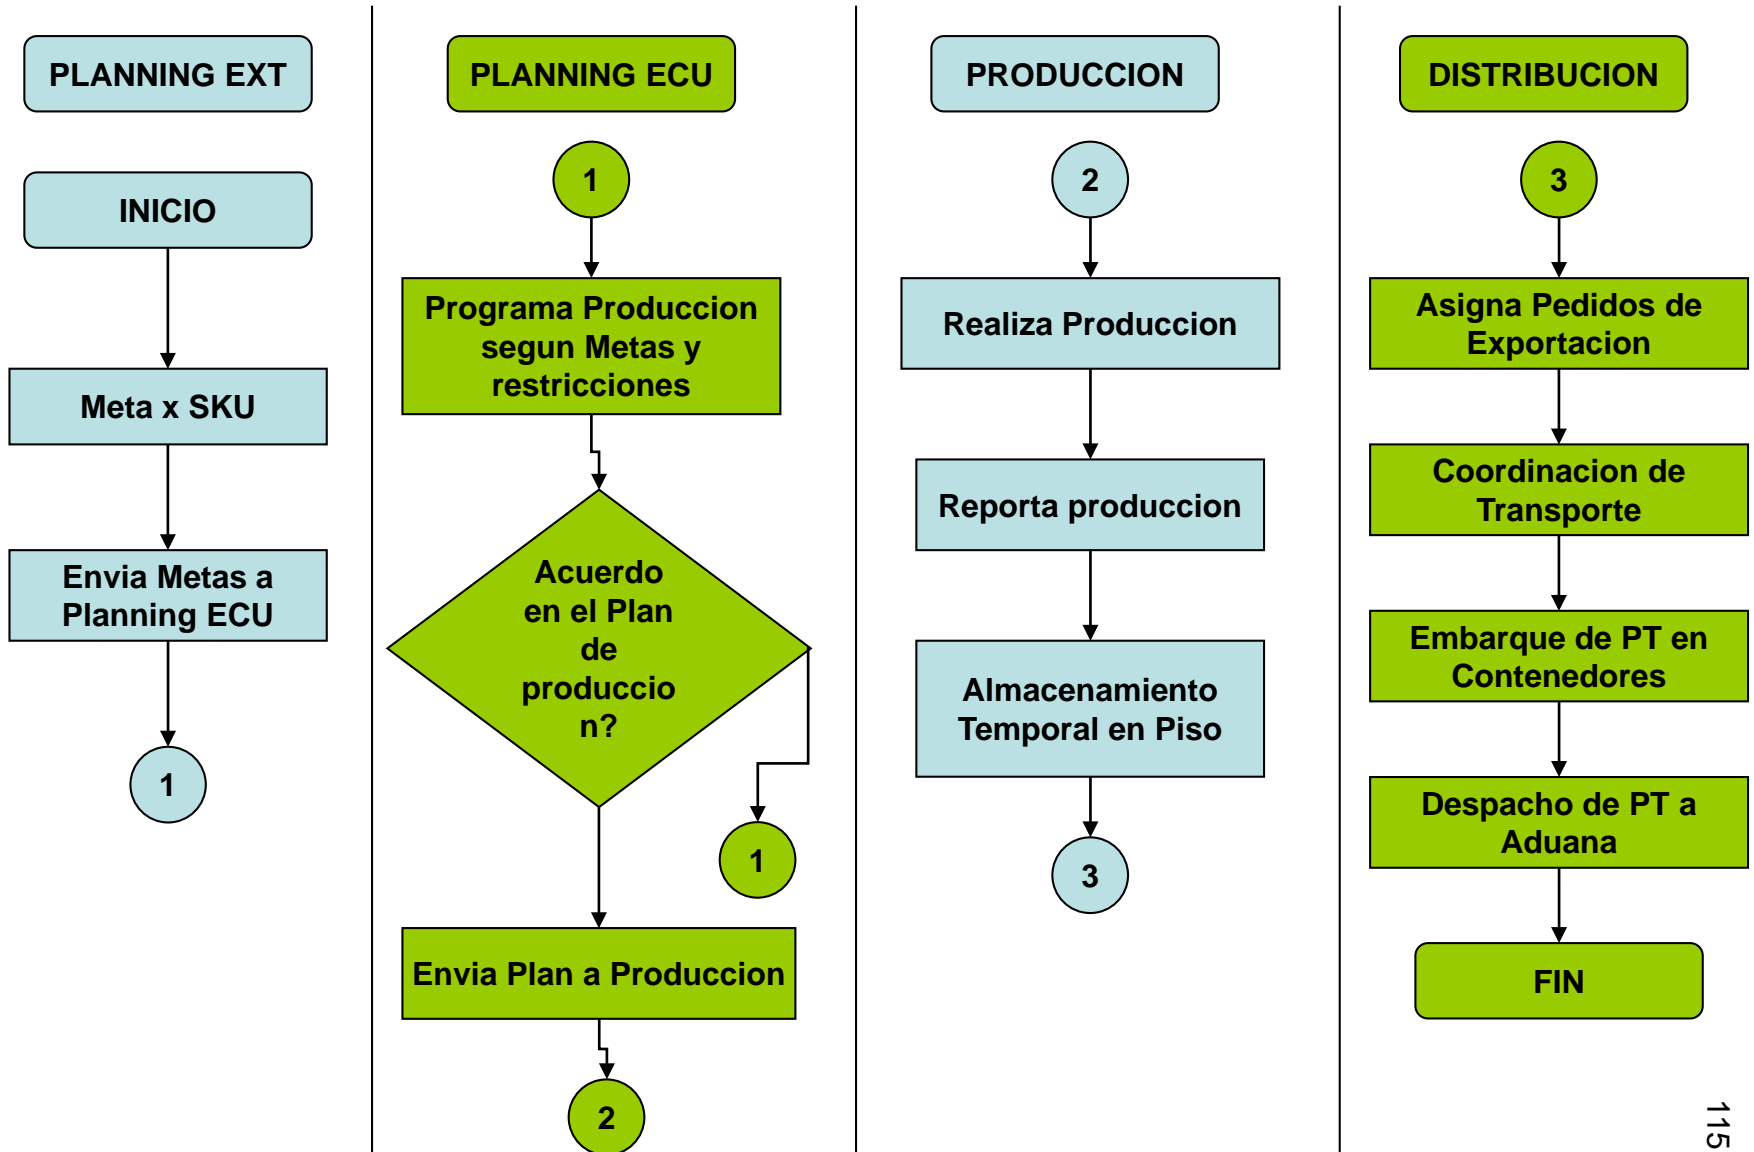 PLANNING EXT
INICIO
Meta x SKU
Envia Metas a
Planning ECU
1
PLANNING ECU
1
Programa Produccion
segun Metas y
restricciones
Acuerdo
en el Plan
de
produccio
n?
1
Envia Plan a Produccion
2
PRODUCCION
2
Realiza Produccion
Reporta produccion
Almacenamiento
Temporal en Piso
3
DISTRIBUCION
3
Asigna Pedidos de
Exportacion
Coordinacion de
Transporte
Embarque de PT en
Contenedores
Despacho de PT a
Aduana
FIN
115